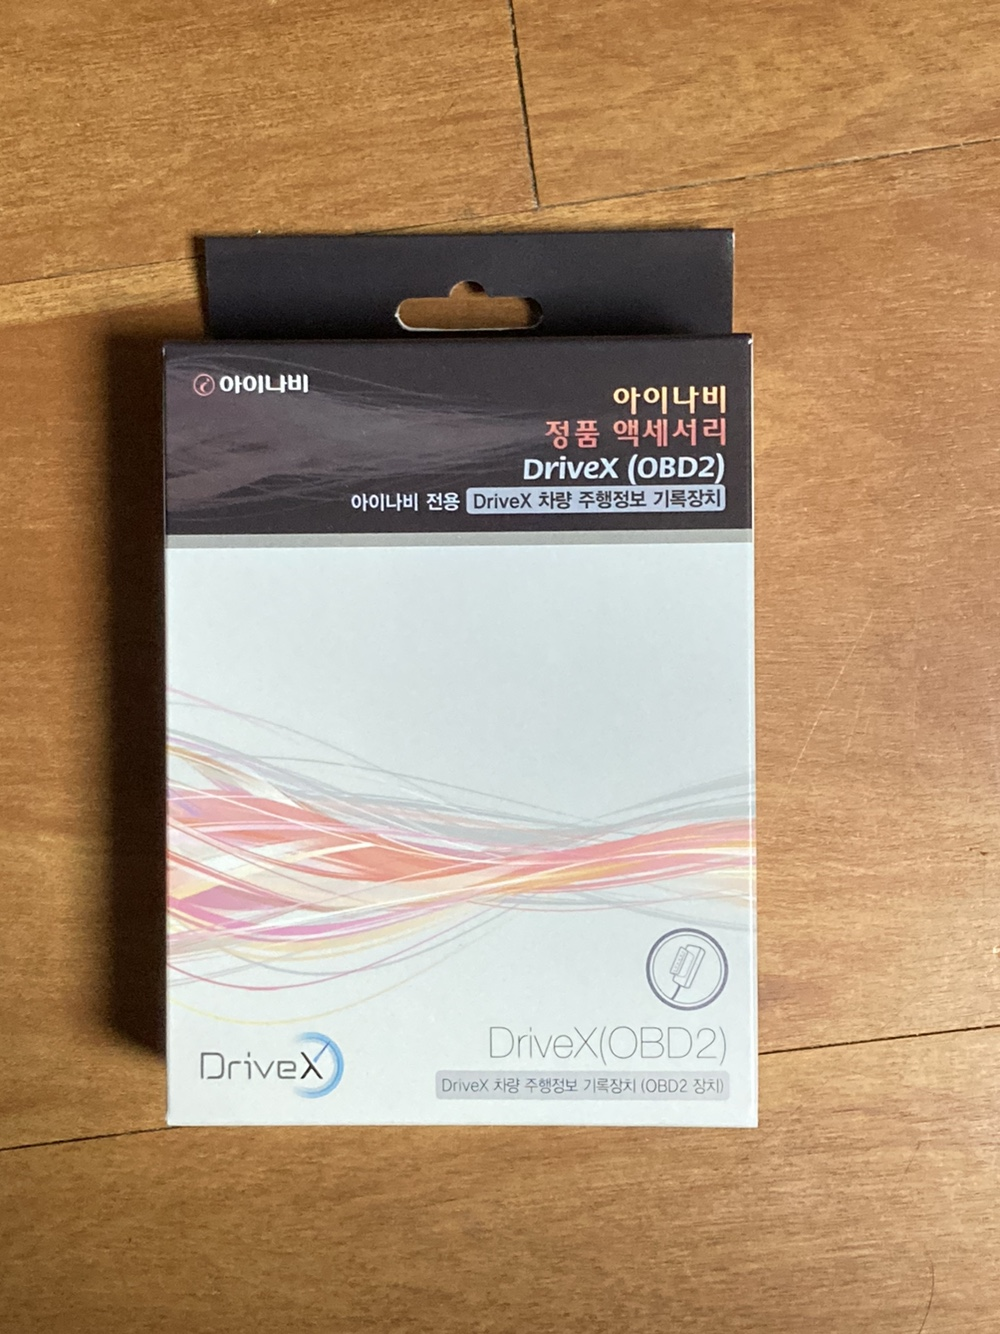 아이나비
아이나비
정품 액세서리
DriveX (OBD2)
아이나비 전용 DriveX 차량 주행정보 기록장치
DriveX
DriveX(OBD2)
DriveX 차량 주행정보 기록장치 (OBD2 장치)